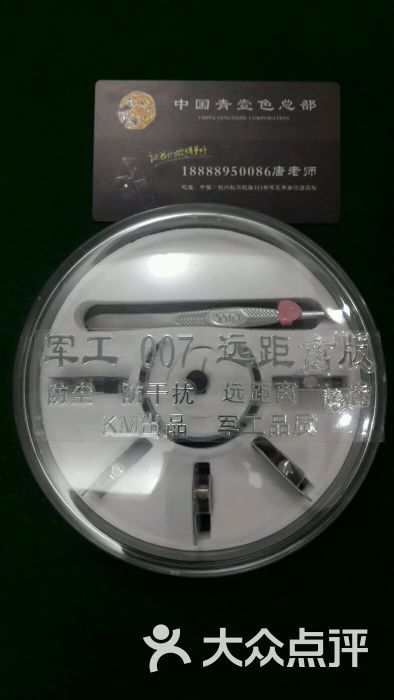 中国青壹色总部
CHINA QINGYISHE CORPORATION
18888950086唐老师
军工 007 远距离版
防尘 防干扰 远距离
KM出品 军工品质
大众点评